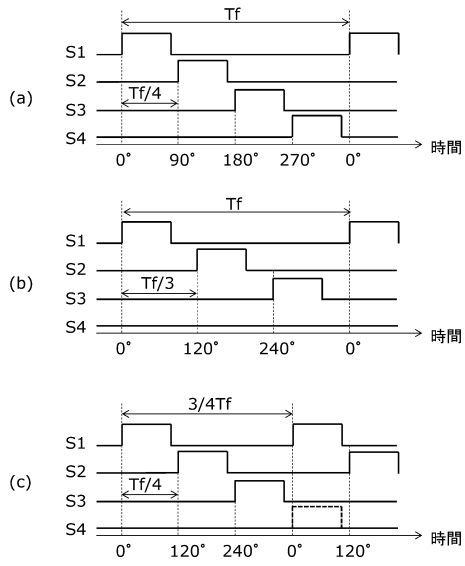 Tf
S1
S2
(a)
Tf/4
S3
S4
時間
0° 90° 180° 270° 0°
Tf
S1
S2
(b)
Tf/3
S3
S4
時間
0° 120° 240° 0°
3/4Tf
S1
S2
(c)
Tf/4
S3
S4
時間
0° 120° 240° 0° 120°